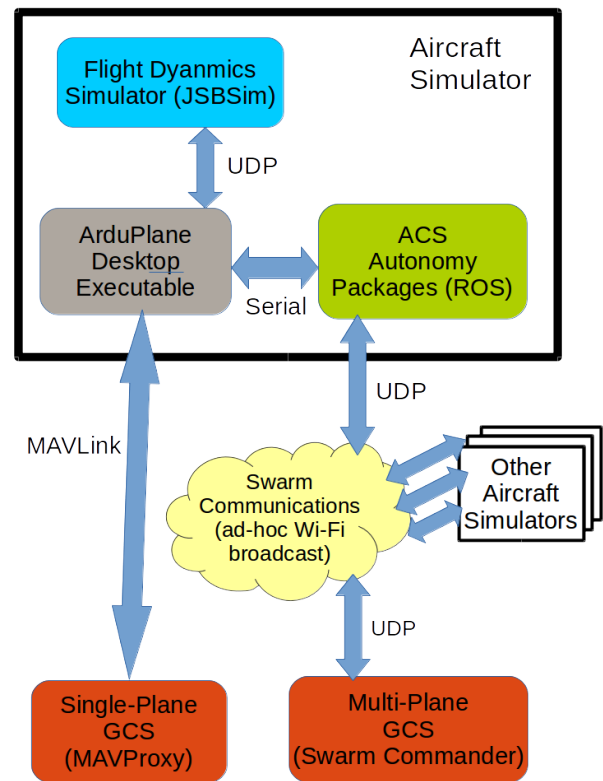 Aircraft
Simulator
Flight Dyanmics
Simulator (JSBSim)
UDP
ArduPlane
Desktop
Executable
Serial
ACS
Autonomy
Packages (ROS)
UDP
MAVLink
Swarm
Communications
(ad-hoc Wi-Fi
broadcast)
Other
Aircraft
Simulators
UDP
Single-Plane
GCS
(MAVProxy)
Multi-Plane
GCS
(Swarm Commander)